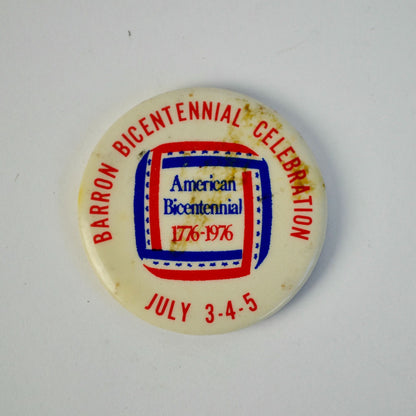 BARRON BICENTENNIAL CELEBRATION
American
Bicentennial
1776-1976
JULY 3-4-5